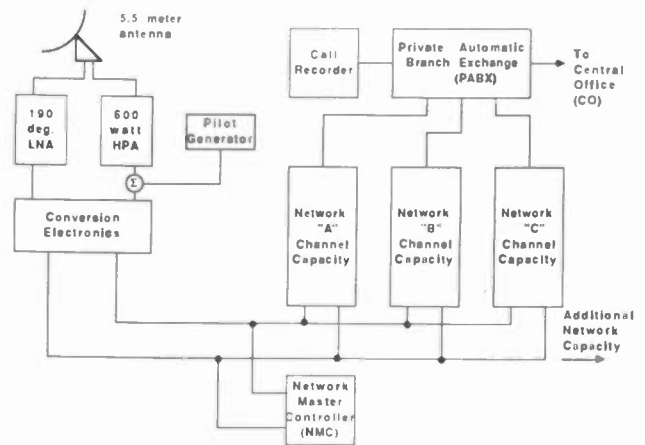 5.5 meter
antenna
190
deg.
LNA
600
watt
HPA
Pilot
Generator
Σ
Conversion
Electronics
Call
Recorder
Private Automatic
Branch Exchange
(PABX)
To
Central
Office
(CO)
Network
"A"
Channel
Capacity
Network
"B"
Channel
Capacity
Network
"C"
Channel
Capacity
Additional
Network
Capacity
Network
Master
Controller
(NMC)